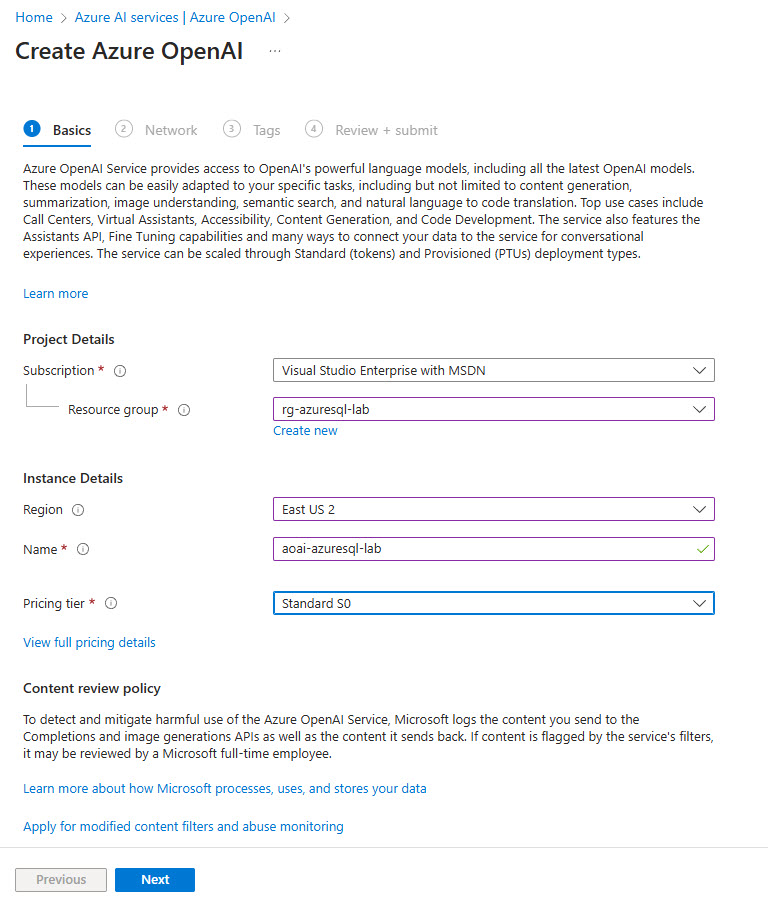 Home > Azure AI services | Azure OpenAI >
Create Azure OpenAI ...
1 Basics 2 Network 3 Tags 4 Review + submit
Azure OpenAI Service provides access to OpenAI's powerful language models, including all the latest OpenAI models.
These models can be easily adapted to your specific tasks, including but not limited to content generation,
summarization, image understanding, semantic search, and natural language to code translation. Top use cases include
Call Centers, Virtual Assistants, Accessibility, Content Generation, and Code Development. The service also features the
Assistants API, Fine Tuning capabilities and many ways to connect your data to the service for conversational
experiences. The service can be scaled through Standard (tokens) and Provisioned (PTUs) deployment types.
Learn more
Project Details
Subscription * Visual Studio Enterprise with MSDN
Resource group * rg-azuresql-lab
Create new
Instance Details
Region East US 2
Name * aoai-azuresql-lab
Pricing tier * Standard S0
View full pricing details
Content review policy
To detect and mitigate harmful use of the Azure OpenAI Service, Microsoft logs the content you send to the
Completions and image generations APIs as well as the content it sends back. If content is flagged by the service's filters,
it may be reviewed by a Microsoft full-time employee.
Learn more about how Microsoft processes, uses, and stores your data
Apply for modified content filters and abuse monitoring
Previous Next